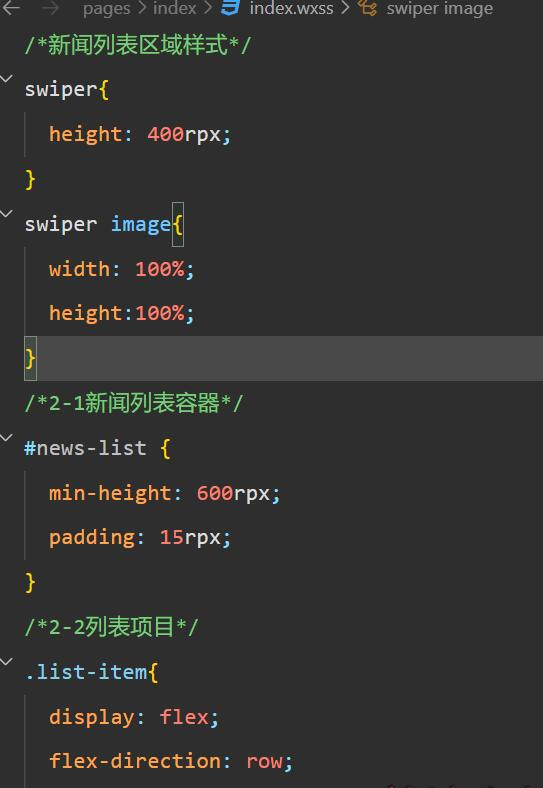 pages > index > index.wxss > swiper image
/*新闻列表区域样式*/
swiper{
height: 400rpx;
}
swiper image{
width: 100%;
height:100%;
}
/*2-1新闻列表容器*/
#news-list {
min-height: 600rpx;
padding: 15rpx;
}
/*2-2列表项目*/
.list-item{
display: flex;
flex-direction: row;